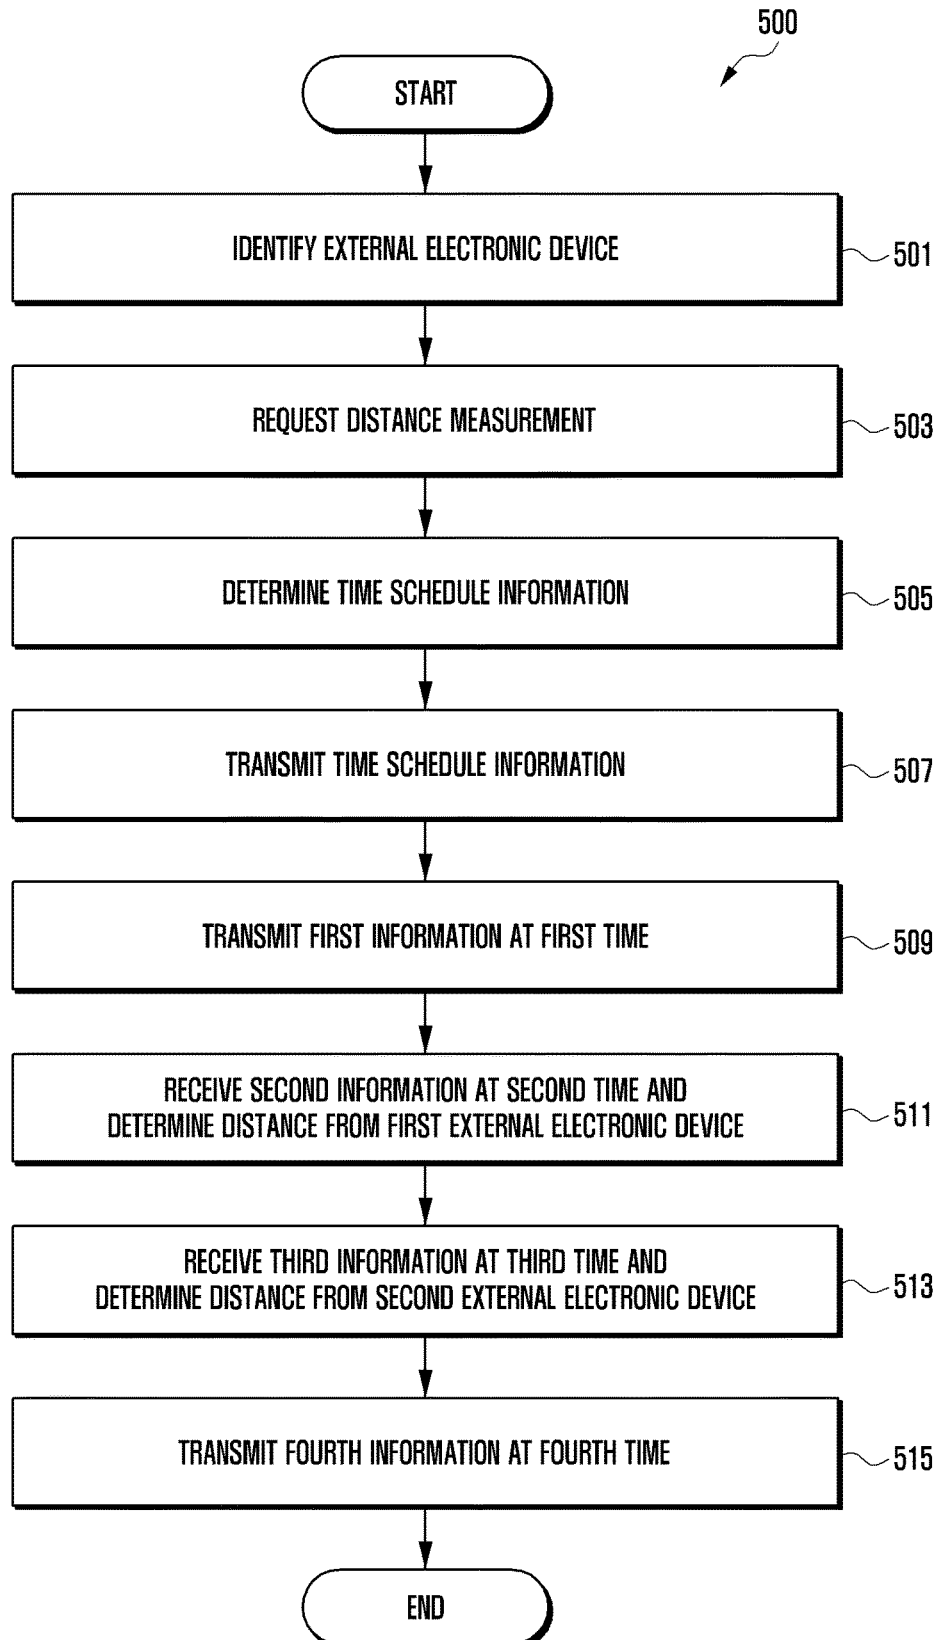 500
START
IDENTIFY EXTERNAL ELECTRONIC DEVICE
501
REQUEST DISTANCE MEASUREMENT
503
DETERMINE TIME SCHEDULE INFORMATION
505
TRANSMIT TIME SCHEDULE INFORMATION
507
TRANSMIT FIRST INFORMATION AT FIRST TIME
509
RECEIVE SECOND INFORMATION AT SECOND TIME AND
DETERMINE DISTANCE FROM FIRST EXTERNAL ELECTRONIC DEVICE
511
RECEIVE THIRD INFORMATION AT THIRD TIME AND
DETERMINE DISTANCE FROM SECOND EXTERNAL ELECTRONIC DEVICE
513
TRANSMIT FOURTH INFORMATION AT FOURTH TIME
515
END